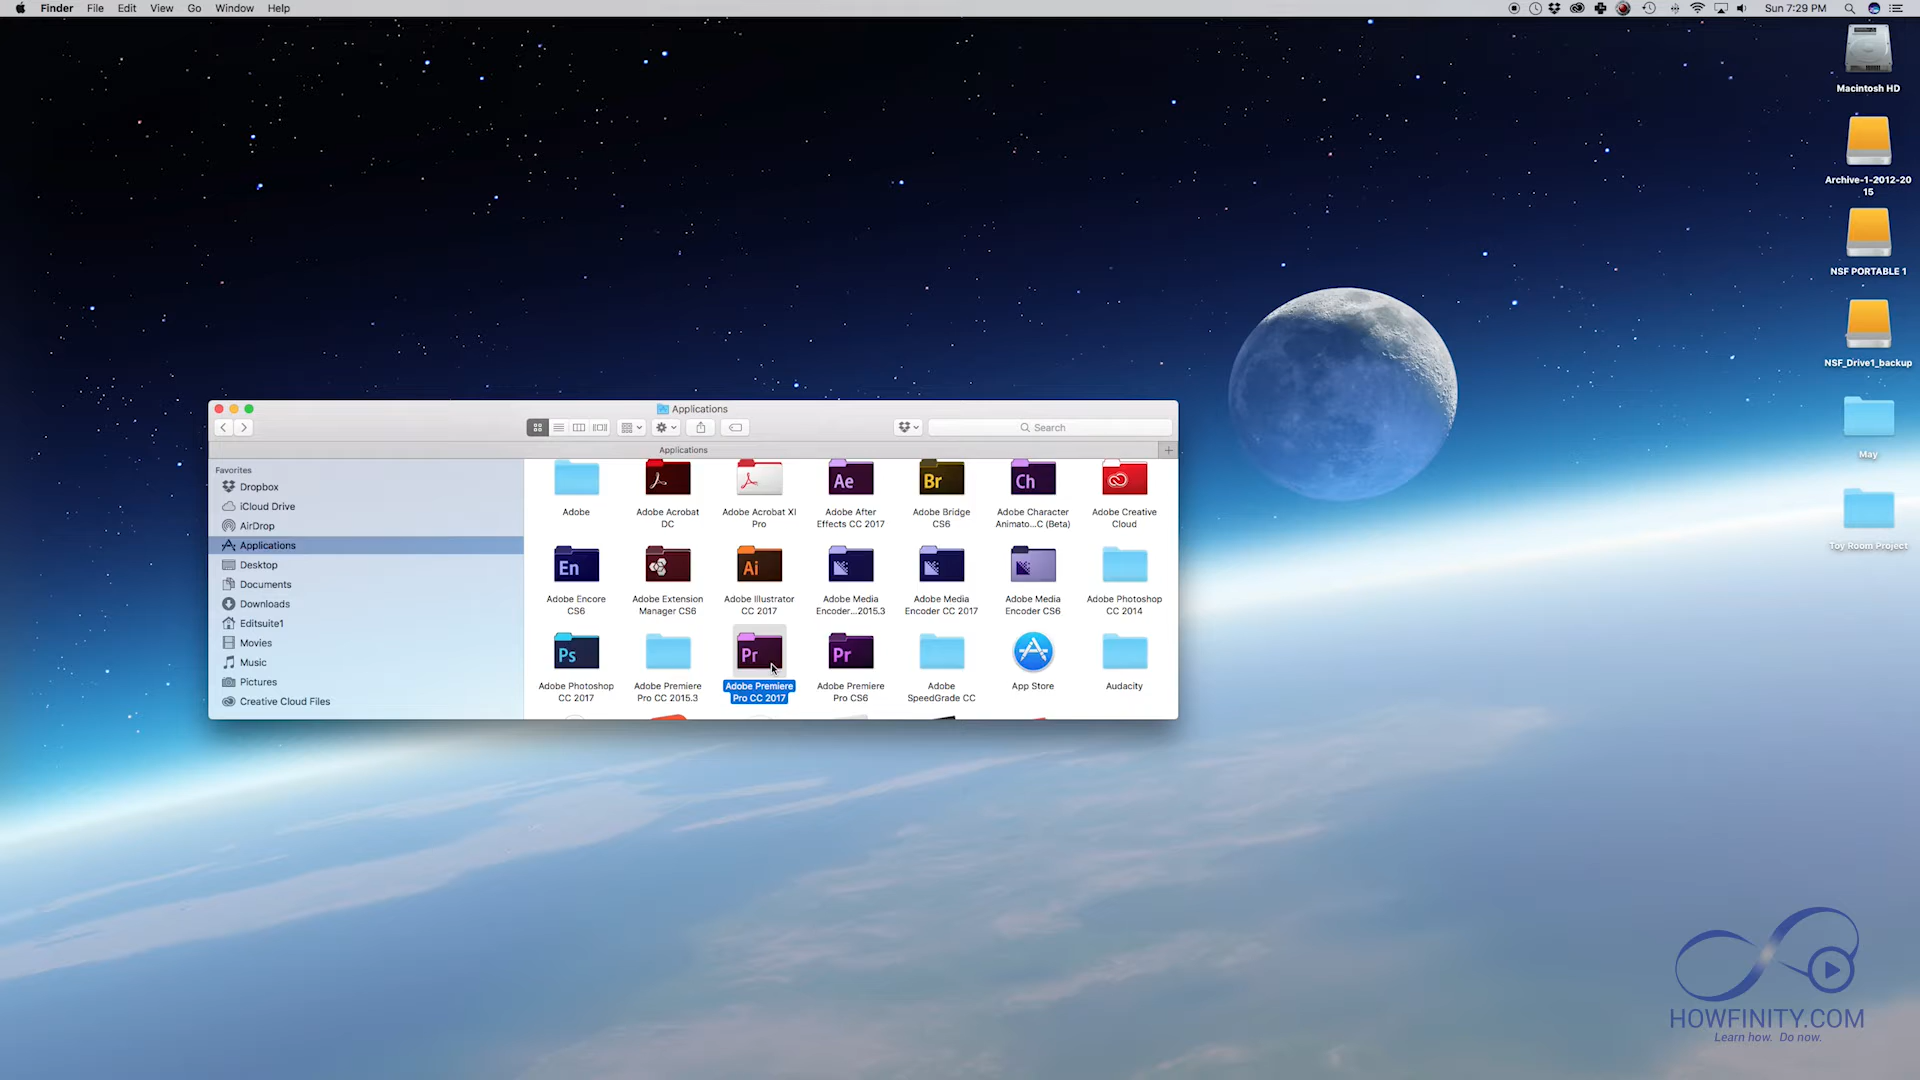 Finder File Edit View Go Window Help
Sun 7:29 PM
Macintosh HD
Archive-1-2012-20
15
NSF PORTABLE 1
NSF_Drive1_backup
May
Toy Room Project
Applications
Search
Applications
Favorites
Dropbox
iCloud Drive
AirDrop
Applications
Desktop
Documents
Downloads
Editsuite1
Movies
Music
Pictures
Creative Cloud Files
Ae Br Ch
Adobe
Adobe Acrobat
DC
Adobe Acrobat XI
Pro
Adobe After
Effects CC 2017
Adobe Bridge
CS6
Adobe Character
Animato...C (Beta)
Adobe Creative
Cloud
En Ai
Adobe Encore
CS6
Adobe Extension
Manager CS6
Adobe Illustrator
CC 2017
Adobe Media
Encoder...2015.3
Adobe Media
Encoder CC 2017
Adobe Media
Encoder CS6
Adobe Photoshop
CC 2014
Ps Pr Pr
Adobe Photoshop
CC 2017
Adobe Premiere
Pro CC 2015.3
Adobe Premiere
Pro CC 2017
Adobe Premiere
Pro CS6
Adobe
SpeedGrade CC
App Store
Audacity
HOWFINITY.COM
Learn how. Do now.